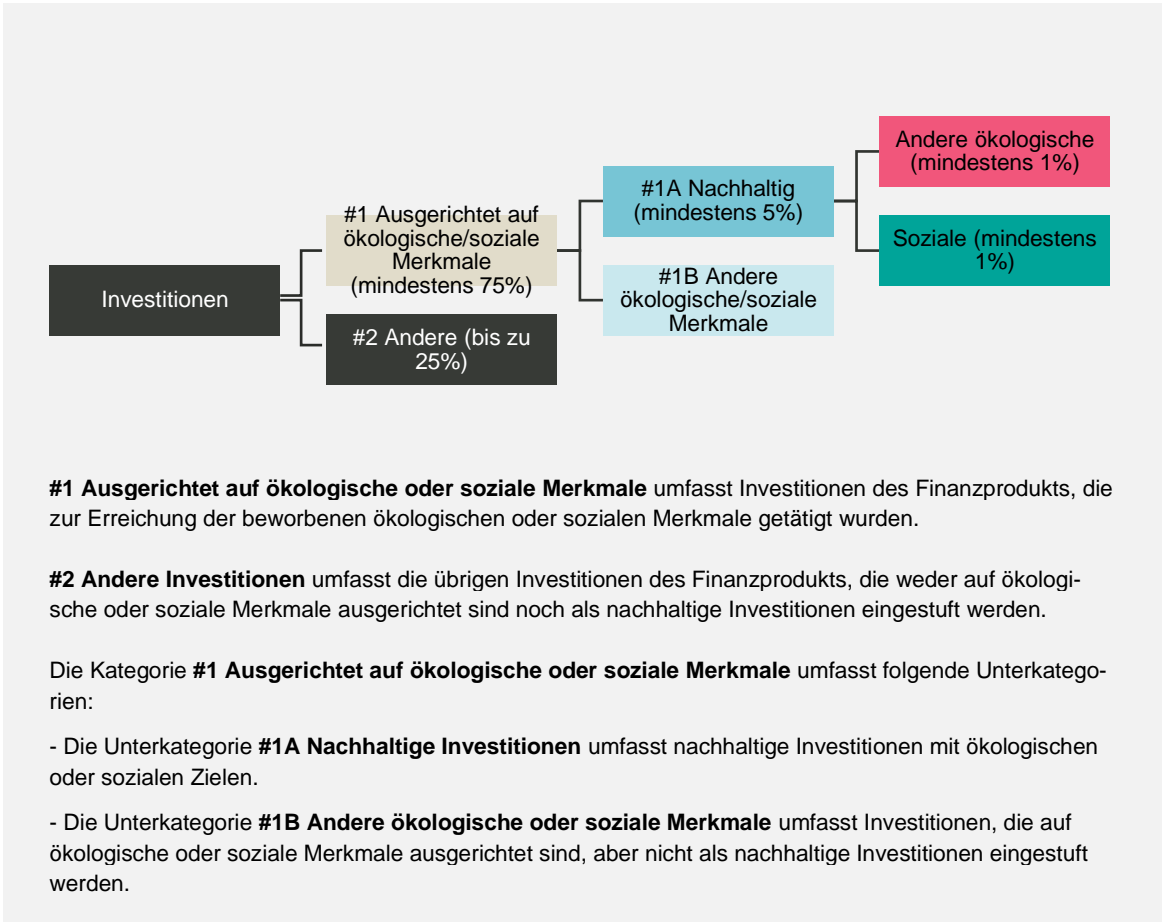 Investitionen
#1 Ausgerichtet auf
ökologische/soziale
Merkmale
(mindestens 75%)
#2 Andere (bis zu
25%)
#1A Nachhaltig
(mindestens 5%)
#1B Andere
ökologische/soziale
Merkmale
Andere ökologische
(mindestens 1%)
Soziale (mindestens
1%)
#1 Ausgerichtet auf ökologische oder soziale Merkmale umfasst Investitionen des Finanzprodukts, die
zur Erreichung der beworbenen ökologischen oder sozialen Merkmale getätigt wurden.
#2 Andere Investitionen umfasst die übrigen Investitionen des Finanzprodukts, die weder auf ökologi-
sche oder soziale Merkmale ausgerichtet sind noch als nachhaltige Investitionen eingestuft werden.
Die Kategorie #1 Ausgerichtet auf ökologische oder soziale Merkmale umfasst folgende Unterkatego-
rien:
- Die Unterkategorie #1A Nachhaltige Investitionen umfasst nachhaltige Investitionen mit ökologischen
oder sozialen Zielen.
- Die Unterkategorie #1B Andere ökologische oder soziale Merkmale umfasst Investitionen, die auf
ökologische oder soziale Merkmale ausgerichtet sind, aber nicht als nachhaltige Investitionen eingestuft
werden.